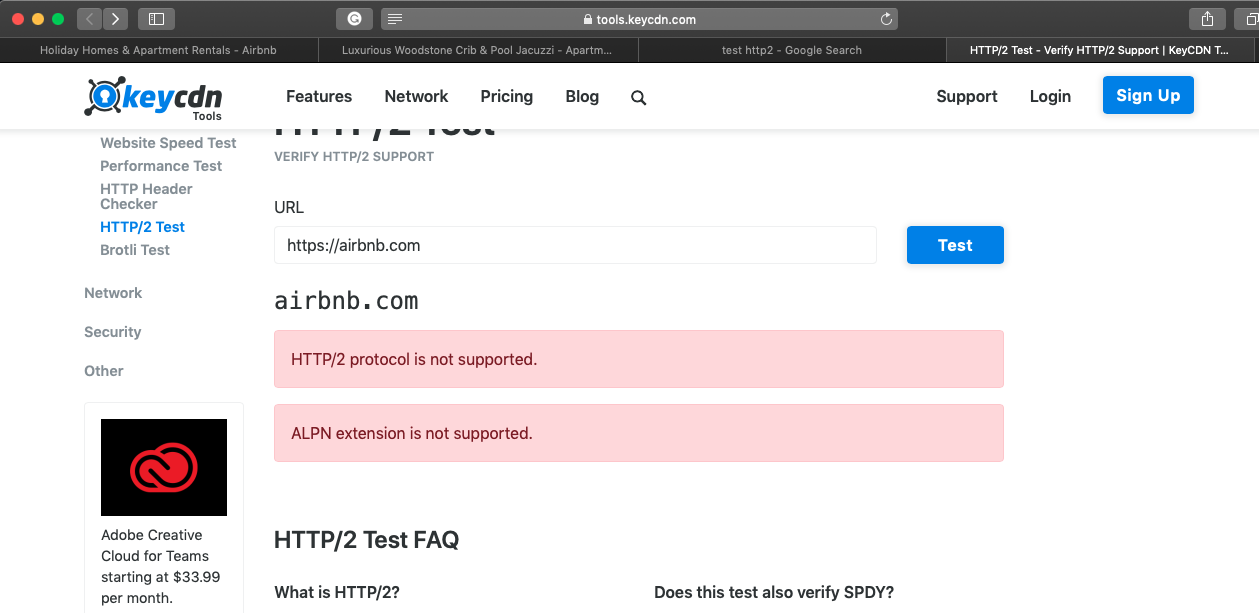 tools.keycdn.com
Holiday Homes & Apartment Rentals - Airbnb
Luxurious Woodstone Crib & Pool Jacuzzi - Apartm...
test http2 - Google Search
HTTP/2 Test - Verify HTTP/2 Support | KeyCDN T...
keycdn
Tools
Features
Network
Pricing
Blog
Support
Login
Sign Up
HTTP/2 Test
VERIFY HTTP/2 SUPPORT
Website Speed Test
Performance Test
HTTP Header
Checker
HTTP/2 Test
Brotli Test
Network
Security
Other
URL
https://airbnb.com
Test
airbnb.com
HTTP/2 protocol is not supported.
ALPN extension is not supported.
Adobe Creative
Cloud for Teams
starting at $33.99
per month.
HTTP/2 Test FAQ
What is HTTP/2?
Does this test also verify SPDY?